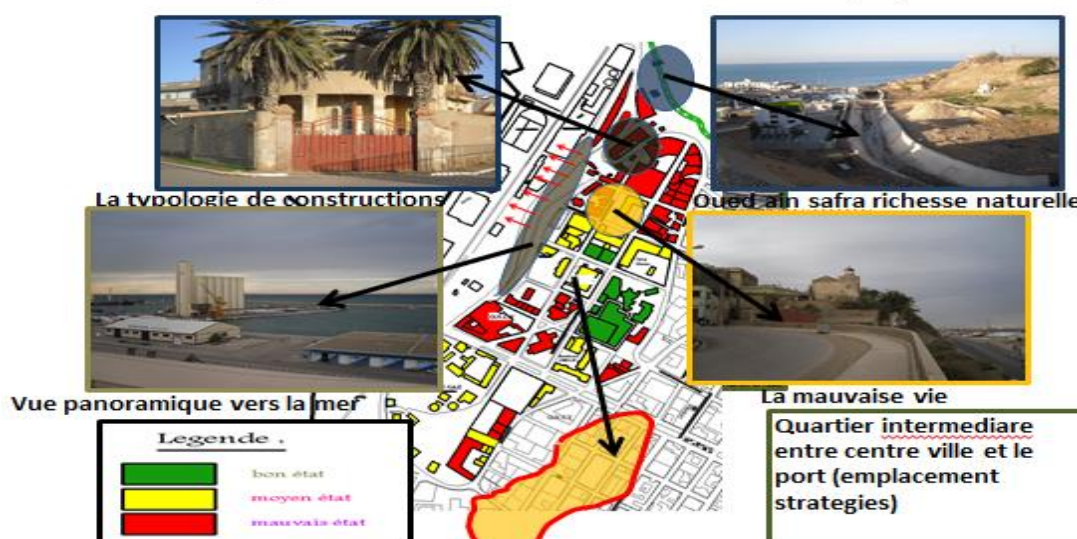 La typologie de constructions
Oued ain safra richesse naturelle
Vue panoramique vers la mer
La mauvaise vie
Legende .
bon état
moyen état
mauvais état
Quartier intermediare
entre centre ville et le
port (emplacement
strategies)